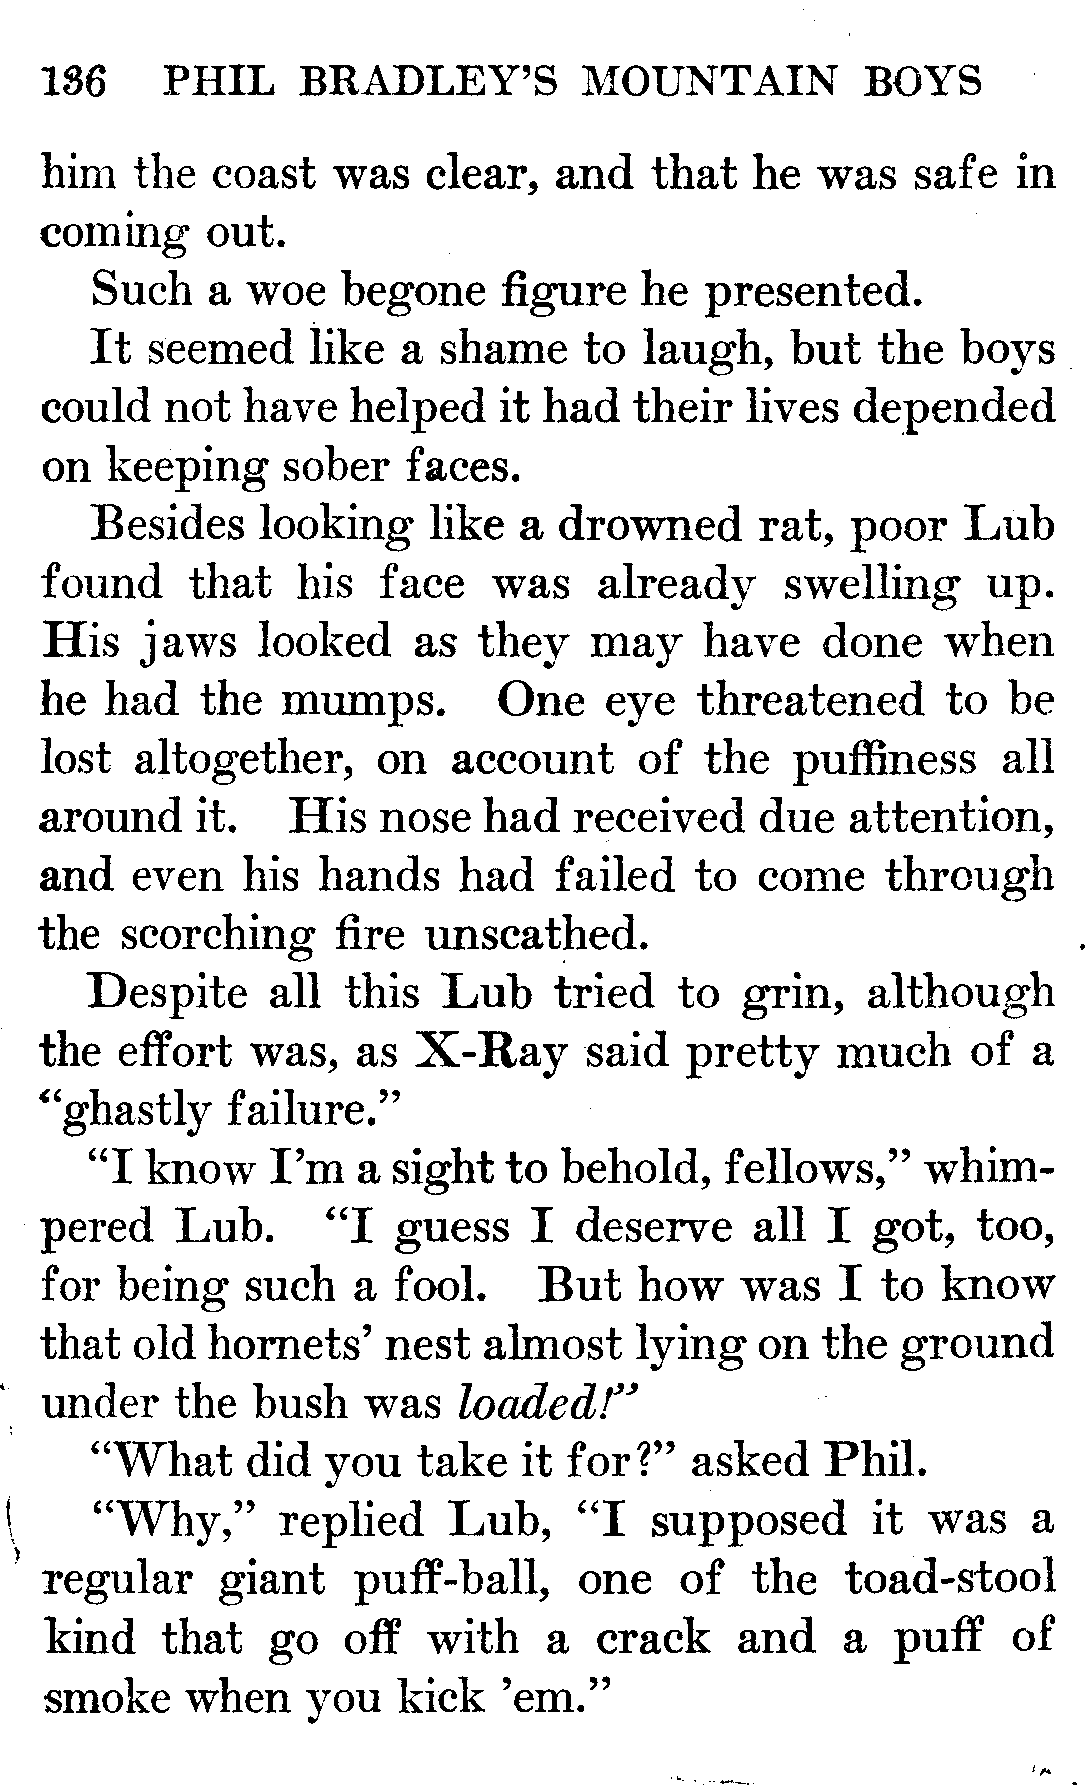 136 PHIL BRADLEY'S MOUNTAIN BOYS
him the coast was clear, and that he was safe in
coming out.
Such a woe begone figure he presented.
It seemed like a shame to laugh, but the boys
could not have helped it had their lives depended
on keeping sober faces.
Besides looking like a drowned rat, poor Lub
found that his face was already swelling up.
His jaws looked as they may have done when
he had the mumps. One eye threatened to be
lost altogether, on account of the puffiness all
around it. His nose had received due attention,
and even his hands had failed to come through
the scorching fire unscathed.
Despite all this Lub tried to grin, although
the effort was, as X-Ray said pretty much of a
"ghastly failure."
"I know I'm a sight to behold, fellows," whim-
pered Lub. "I guess I deserve all I got, too,
for being such a fool. But how was I to know
that old hornets' nest almost lying on the ground
under the bush was loaded!"
"What did you take it for?" asked Phil.
"Why," replied Lub, "I supposed it was a
regular giant puff-ball, one of the toad-stool
kind that go off with a crack and a puff of
smoke when you kick 'em."